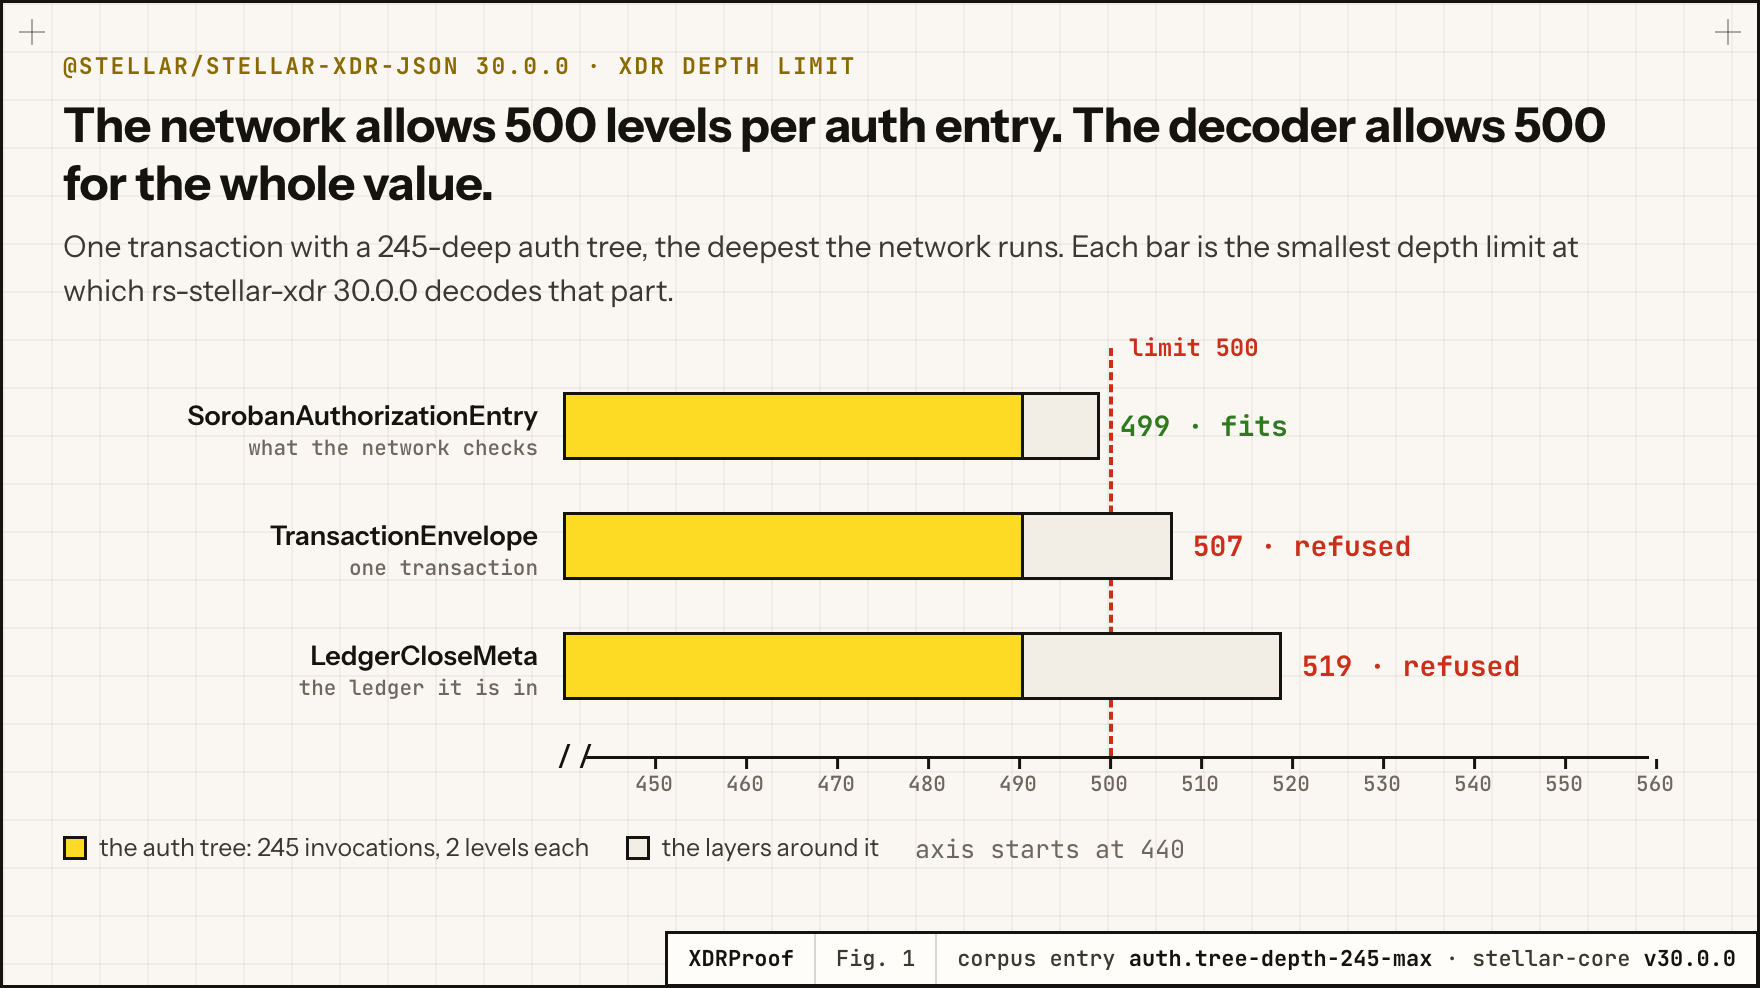 @STELLAR/STELLAR-XDR-JSON 30.0.0 · XDR DEPTH LIMIT
The network allows 500 levels per auth entry. The decoder allows 500
for the whole value.
One transaction with a 245-deep auth tree, the deepest the network runs. Each bar is the smallest depth limit at
which rs-stellar-xdr 30.0.0 decodes that part.
limit 500
SorobanAuthorizationEntry
what the network checks
499 · fits
TransactionEnvelope
one transaction
507 · refused
LedgerCloseMeta
the ledger it is in
519 · refused
450 460 470 480 490 500 510 520 530 540 550 560
the auth tree: 245 invocations, 2 levels each the layers around it axis starts at 440
XDRProof Fig. 1 corpus entry auth.tree-depth-245-max · stellar-core v30.0.0